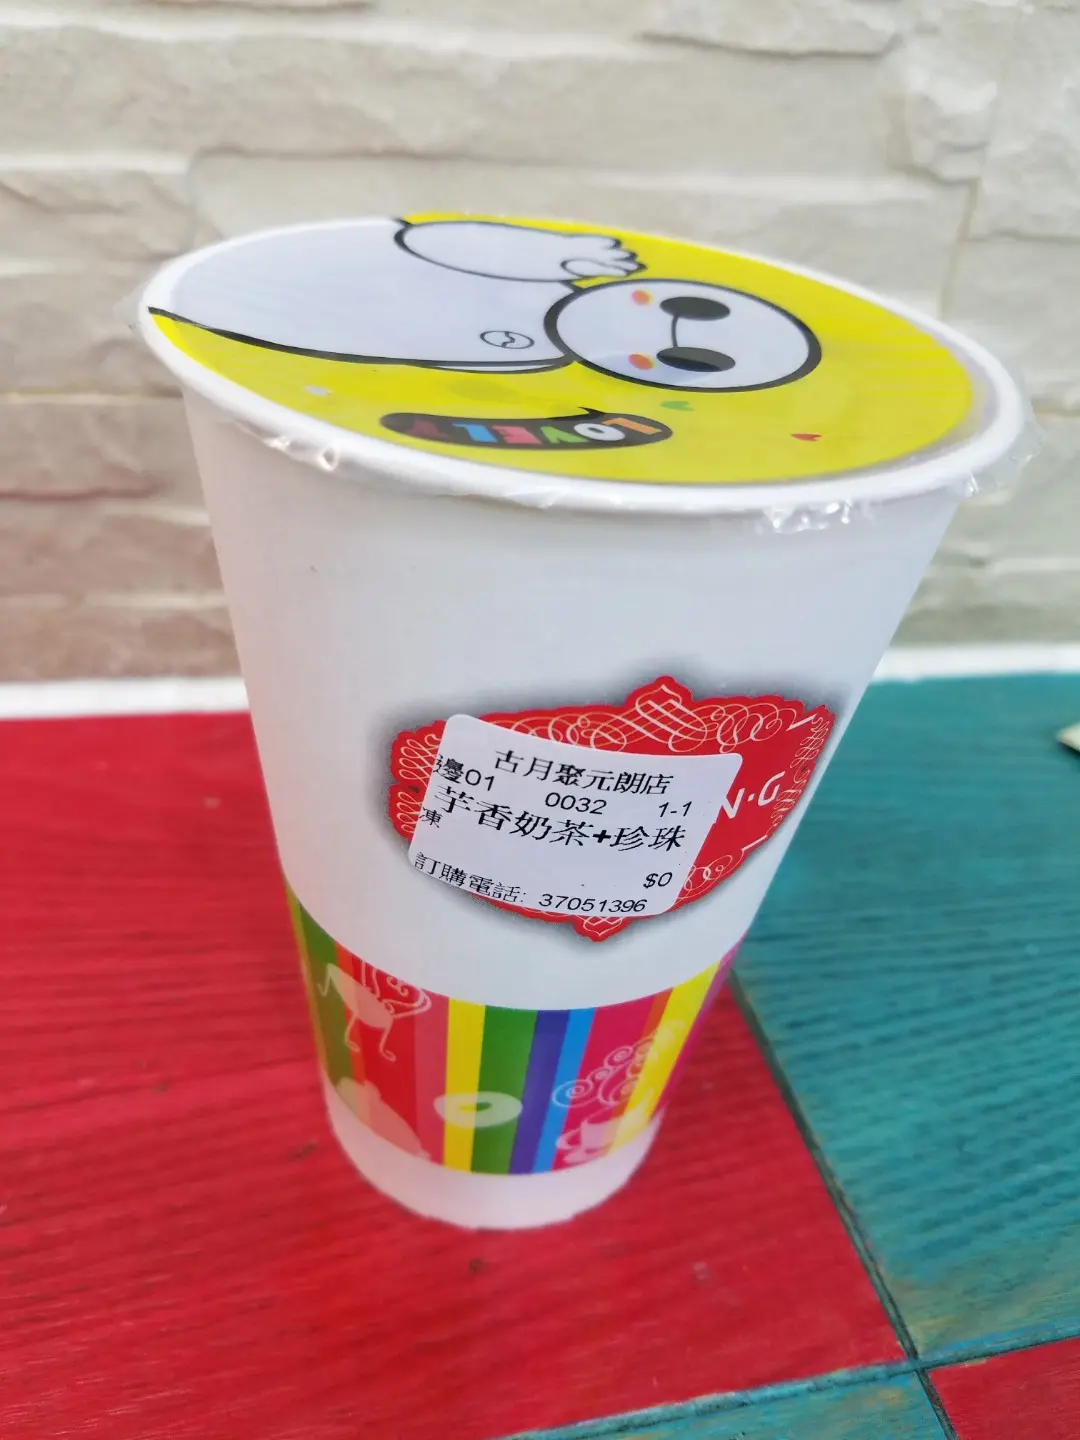 LOVELY
古月聚元朗店
邊01 0032 1-1
芋香奶茶+珍珠
凍
$0
訂購電話: 37051396
N·G